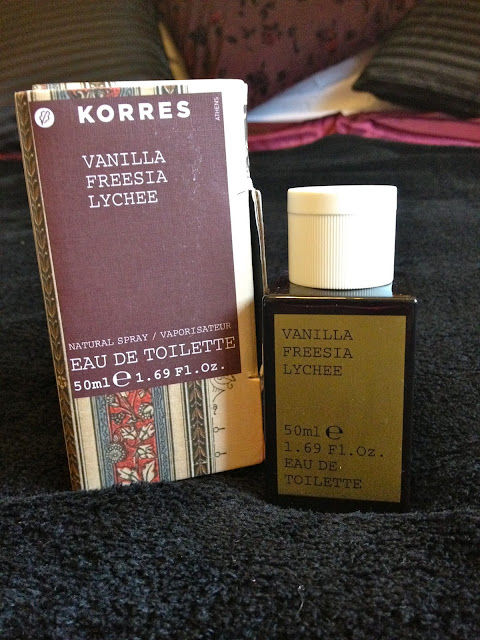 KORRES
ATHENS
VANILLA
FREESIA
LYCHEE
NATURAL SPRAY / VAPORISATEUR
EAU DE TOILETTE
50ml ℮ 1.69 Fl.Oz.
VANILLA
FREESIA
LYCHEE
50ml ℮
1.69 Fl.Oz.
EAU DE
TOILETTE